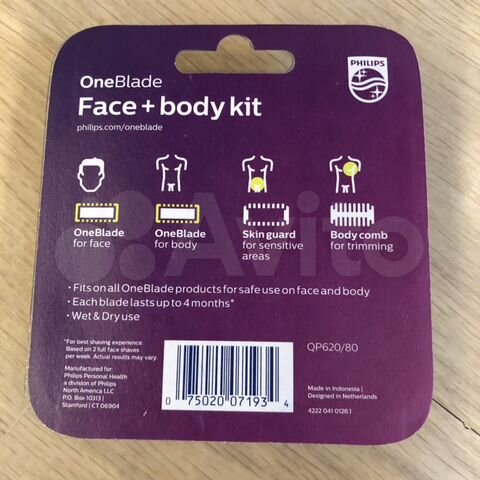 PHILIPS
OneBlade
Face + body kit
philips.com/oneblade
OneBlade
for face
OneBlade
for body
Skin guard
for sensitive
areas
Body comb
for trimming
Avito
• Fits on all OneBlade products for safe use on face and body
• Each blade lasts up to 4 months*
• Wet & Dry use
*For best shaving experience.
Based on 2 full face shaves
per week. Actual results may vary.
QP620/80
Manufactured for:
Philips Personal Health
a division of Philips
North America LLC
P.O. Box 10313 |
Stamford | CT 06904
0 75020 07193 4
Made in Indonesia |
Designed in Netherlands
4222 041 0128.1